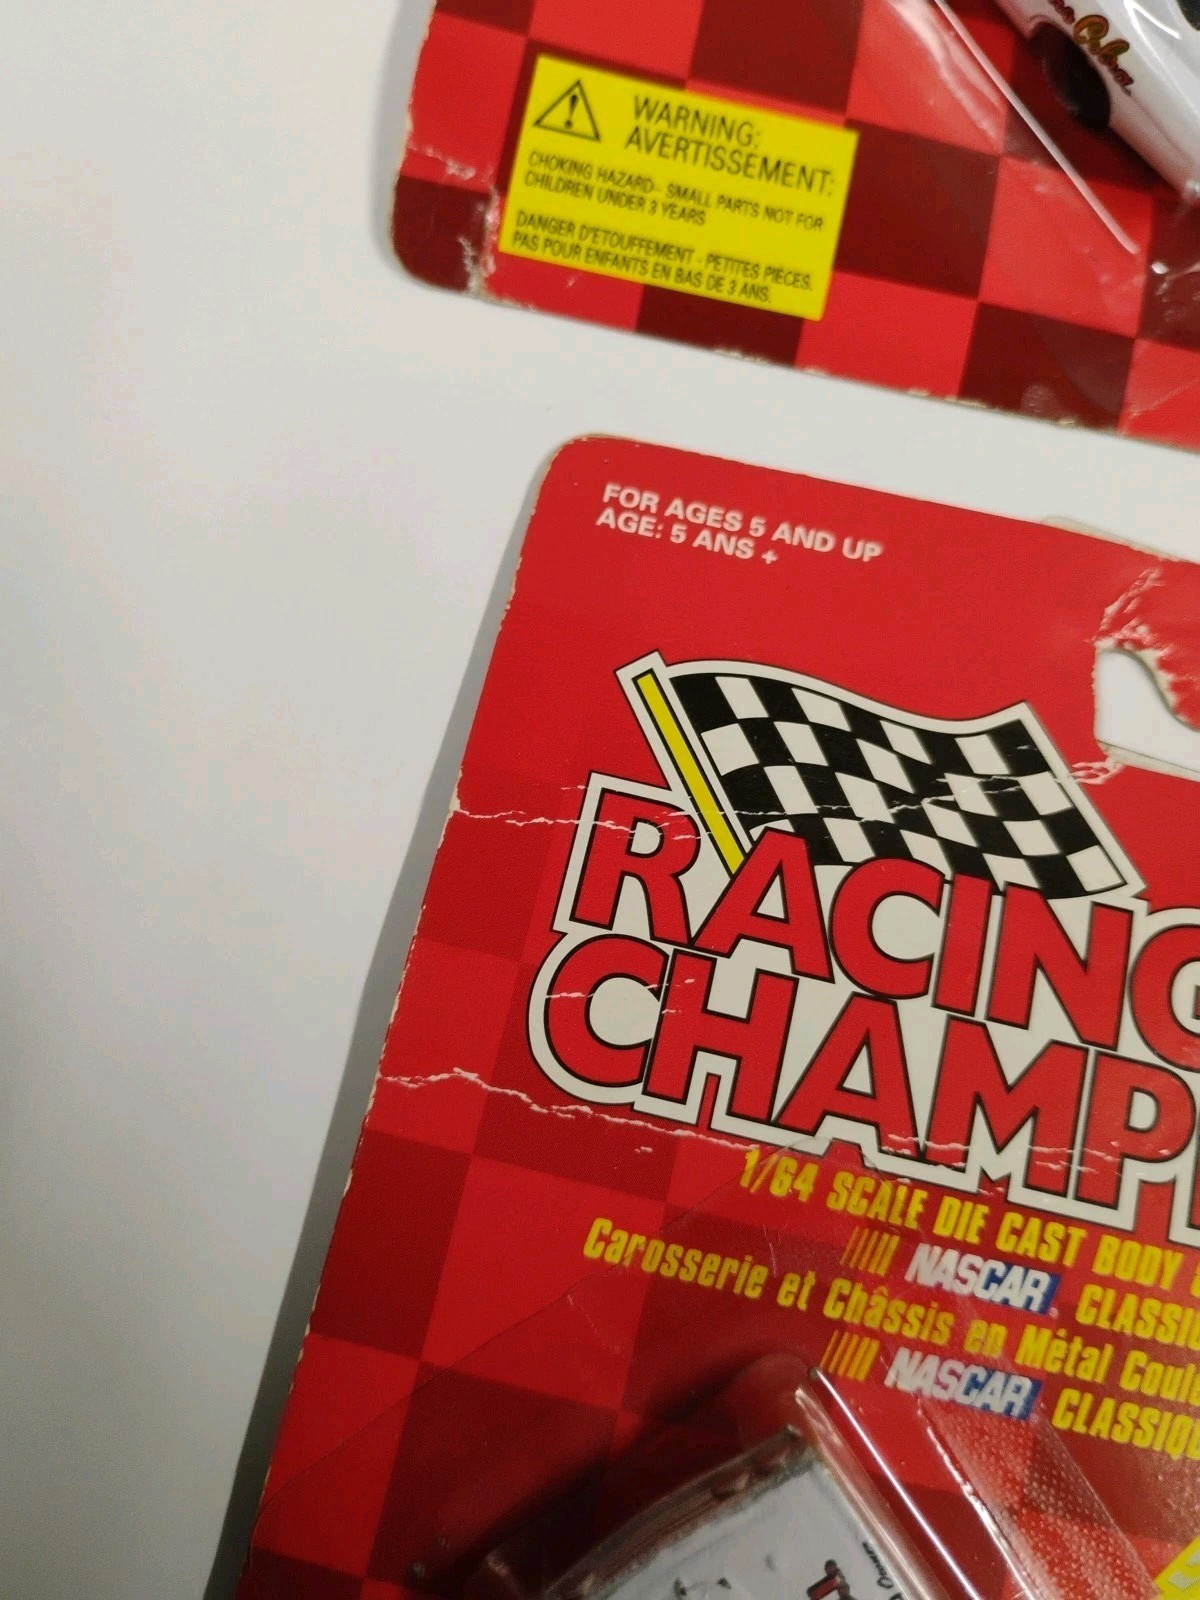 Cobra
WARNING:
AVERTISSEMENT:
CHOKING HAZARD- SMALL PARTS NOT FOR
CHILDREN UNDER 3 YEARS
DANGER D'ETOUFFEMENT - PETITES PIECES.
PAS POUR ENFANTS EN BAS DE 3 ANS.
FOR AGES 5 AND UP
AGE: 5 ANS +
RACING
CHAMP
1/64 SCALE DIE CAST BODY
NASCAR CLASSI
Carosserie et Châssis en Métal Coul
NASCAR CLASSIQ